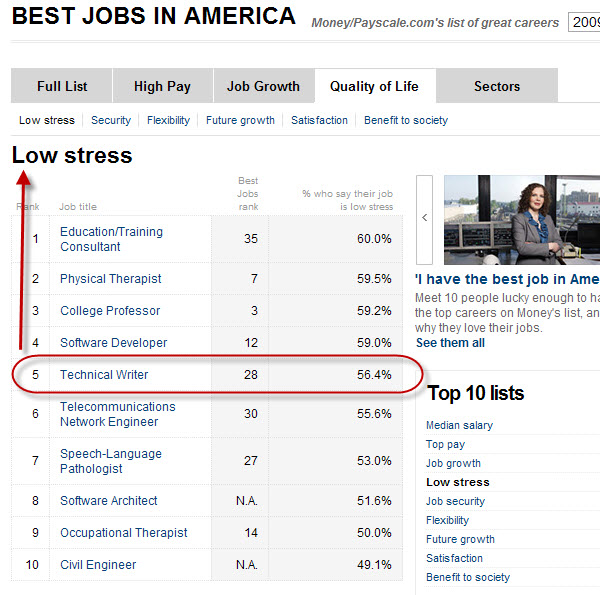 BEST JOBS IN AMERICA
Money/Payscale.com's list of great careers
2009
Full List
High Pay
Job Growth
Quality of Life
Sectors
Low stress
Security
Flexibility
Future growth
Satisfaction
Benefit to society
Low stress
Rank
Job title
Best
Jobs
rank
% who say their job
is low stress
1 Education/Training
Consultant
35 60.0%
2 Physical Therapist 7 59.5%
3 College Professor 3 59.2%
4 Software Developer 12 59.0%
5 Technical Writer 28 56.4%
6 Telecommunications
Network Engineer
30 55.6%
7 Speech-Language
Pathologist
27 53.0%
8 Software Architect N.A. 51.6%
9 Occupational Therapist 14 50.0%
10 Civil Engineer N.A. 49.1%
<
'I have the best job in Ame
Meet 10 people lucky enough to ha
the top careers on Money's list, an
why they love their jobs.
See them all
Top 10 lists
Median salary
Top pay
Job growth
Low stress
Job security
Flexibility
Future growth
Satisfaction
Benefit to society